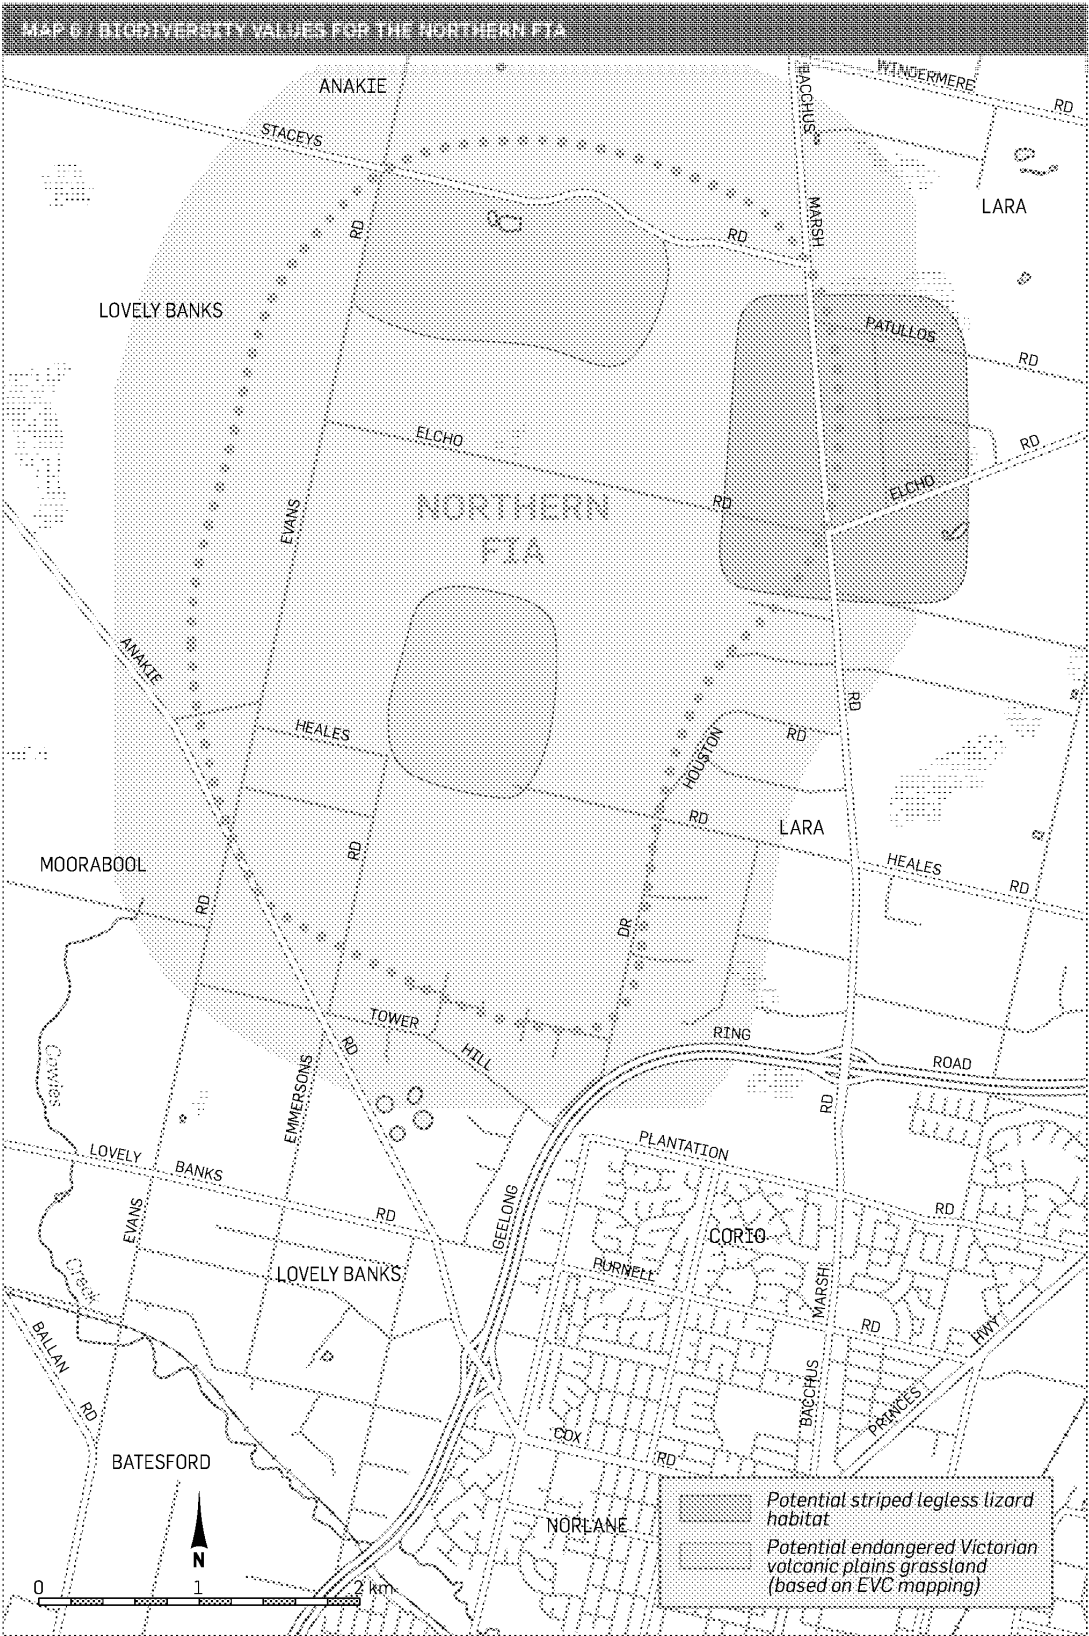 MAP 6 / BIODIVERSITY VALUES FOR THE NORTHERN FIA
ANAKIE
BACCHUS
WINDERMERE
RD
STACEYS
LARA
RD
MARSH
RD
LOVELY BANKS
PATULLOS
RD
ELCHO
RD
NORTHERN
FIA
RD
ELCHO
EVANS
ANAKIE
RD
HEALES
RD
HOUSTON
RD
LARA
RD
MOORABOOL
HEALES
RD
RD
DR
TOWER
RD
HILL
RING
ROAD
Cowies
EMMERSONS
RD
LOVELY
BANKS
PLANTATION
RD
RD
EVANS
GEELONG
CORIO
LOVELY BANKS
PURNELL
Creek
MARSH
RD
HWY
BALLAN
BACCHUS
PRINCES
RD
COX
RD
BATESFORD
NORLANE
N
0 1 2 km
Potential striped legless lizard
habitat
Potential endangered Victorian
volcanic plains grassland
(based on EVC mapping)